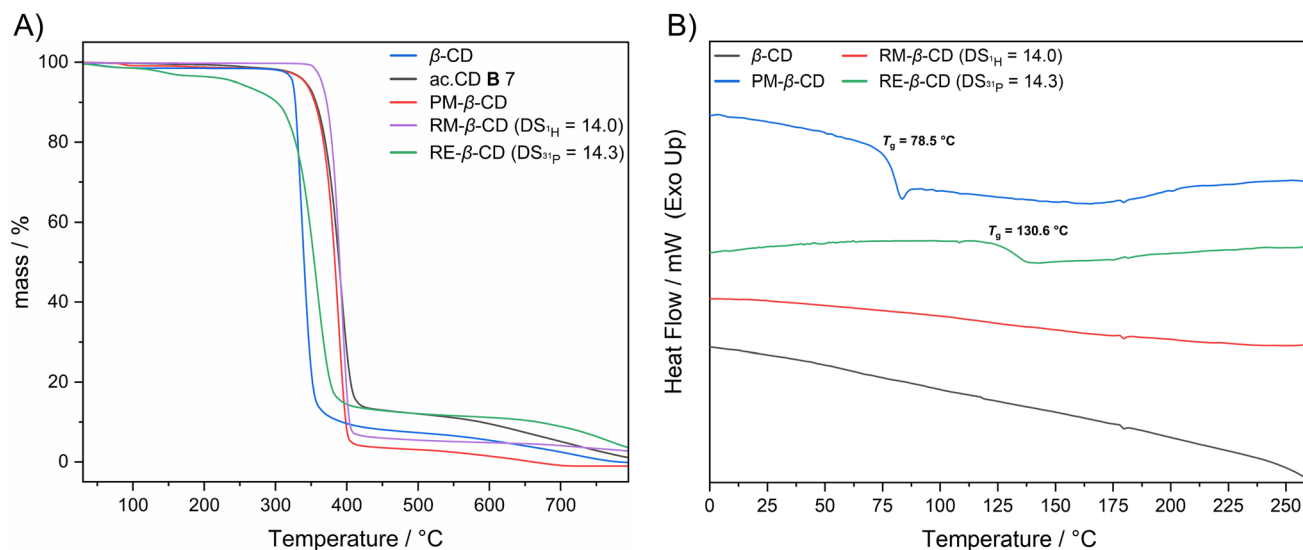 A)
mass / %
100
80
60
40
20
0
β-CD
ac.CD B 7
PM-β-CD
RM-β-CD (DS₁H = 14.0)
RE-β-CD (DS₃₁P = 14.3)
100 200 300 400 500 600 700
Temperature / °C
B)
Heat Flow / mW (Exo Up)
β-CD RM-β-CD (DS₁H = 14.0)
PM-β-CD RE-β-CD (DS₃₁P = 14.3)
Tg = 78.5 °C
Tg = 130.6 °C
0 25 50 75 100 125 150 175 200 225 250
Temperature / °C